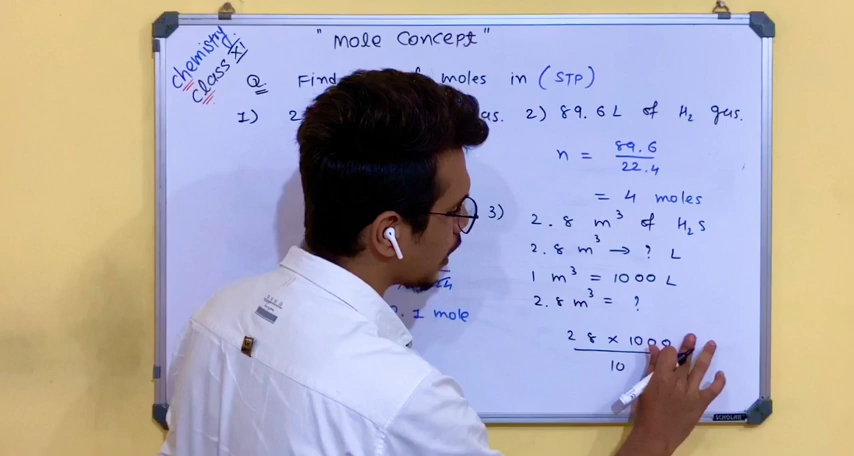 chemistry
Class XI
" Mole Concept "
Q. Find moles in (STP)
1) 2 as.
2) 89.6 L of H₂ gas.
n = 89.6 / 22.4
= 4 moles
3) 2.8 m³ of H₂S
2.8 m³ → ? L
1 m³ = 1000 L
2.8 m³ = ?
28 × 1000
10
. 1 mole
SCHOLAR